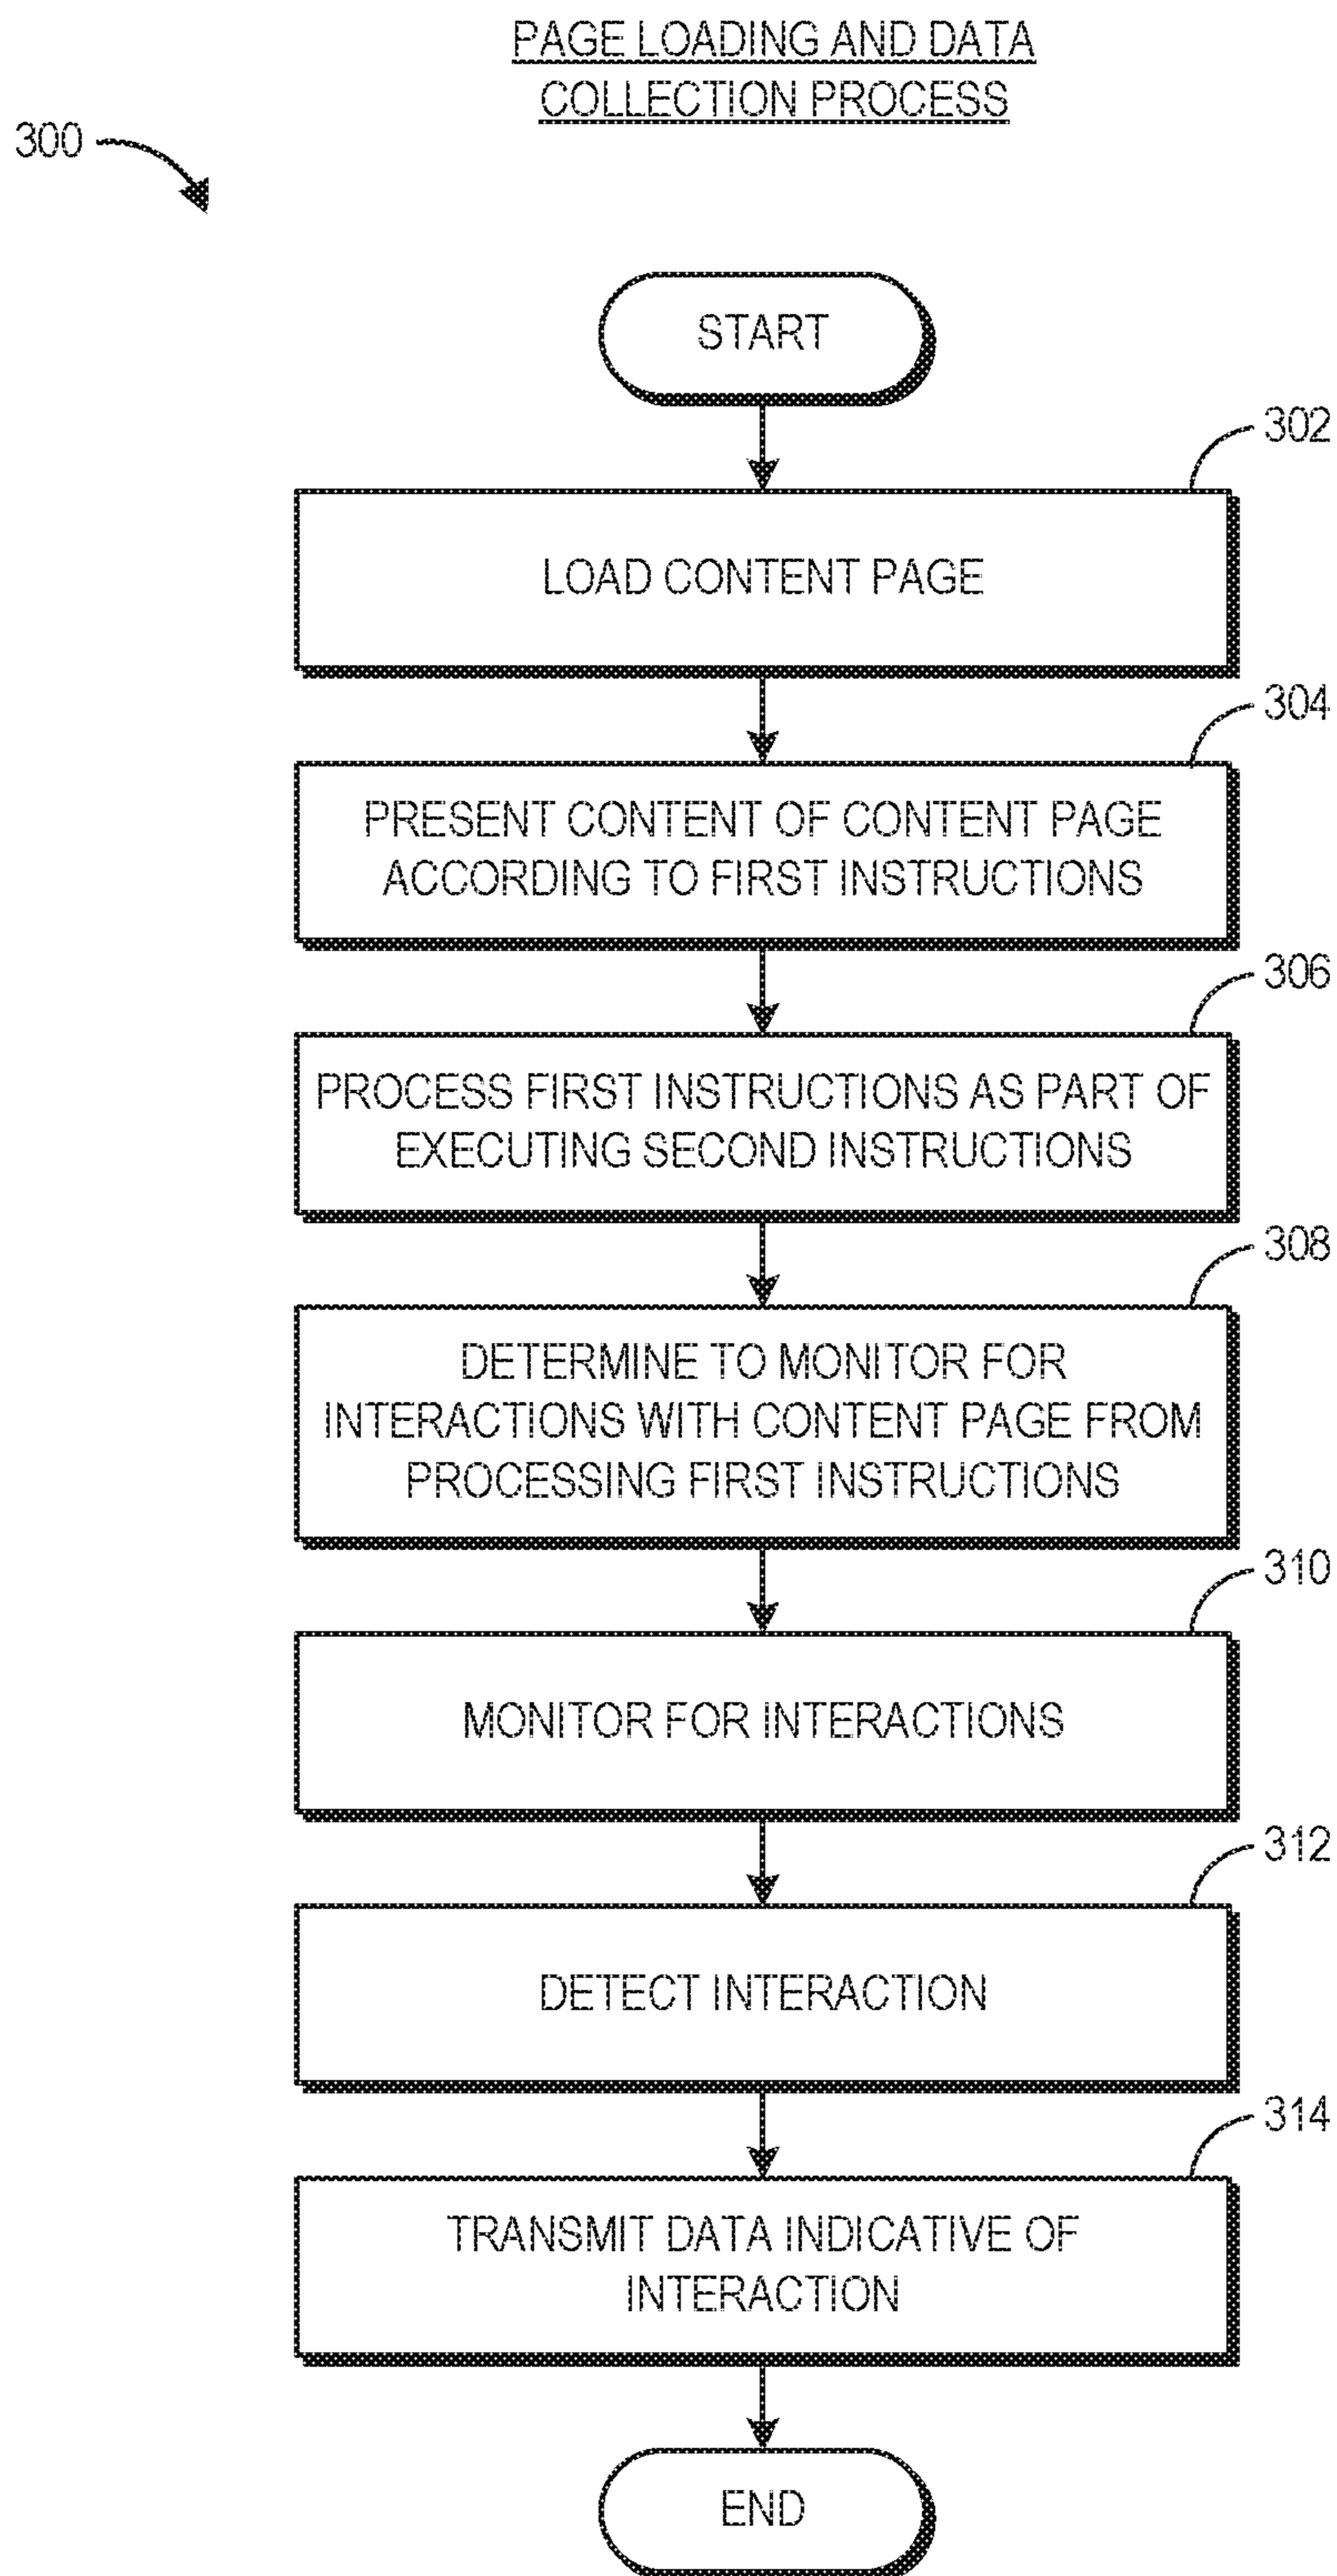 PAGE LOADING AND DATA
COLLECTION PROCESS
300
START
302
LOAD CONTENT PAGE
304
PRESENT CONTENT OF CONTENT PAGE
ACCORDING TO FIRST INSTRUCTIONS
306
PROCESS FIRST INSTRUCTIONS AS PART OF
EXECUTING SECOND INSTRUCTIONS
308
DETERMINE TO MONITOR FOR
INTERACTIONS WITH CONTENT PAGE FROM
PROCESSING FIRST INSTRUCTIONS
310
MONITOR FOR INTERACTIONS
312
DETECT INTERACTION
314
TRANSMIT DATA INDICATIVE OF
INTERACTION
END